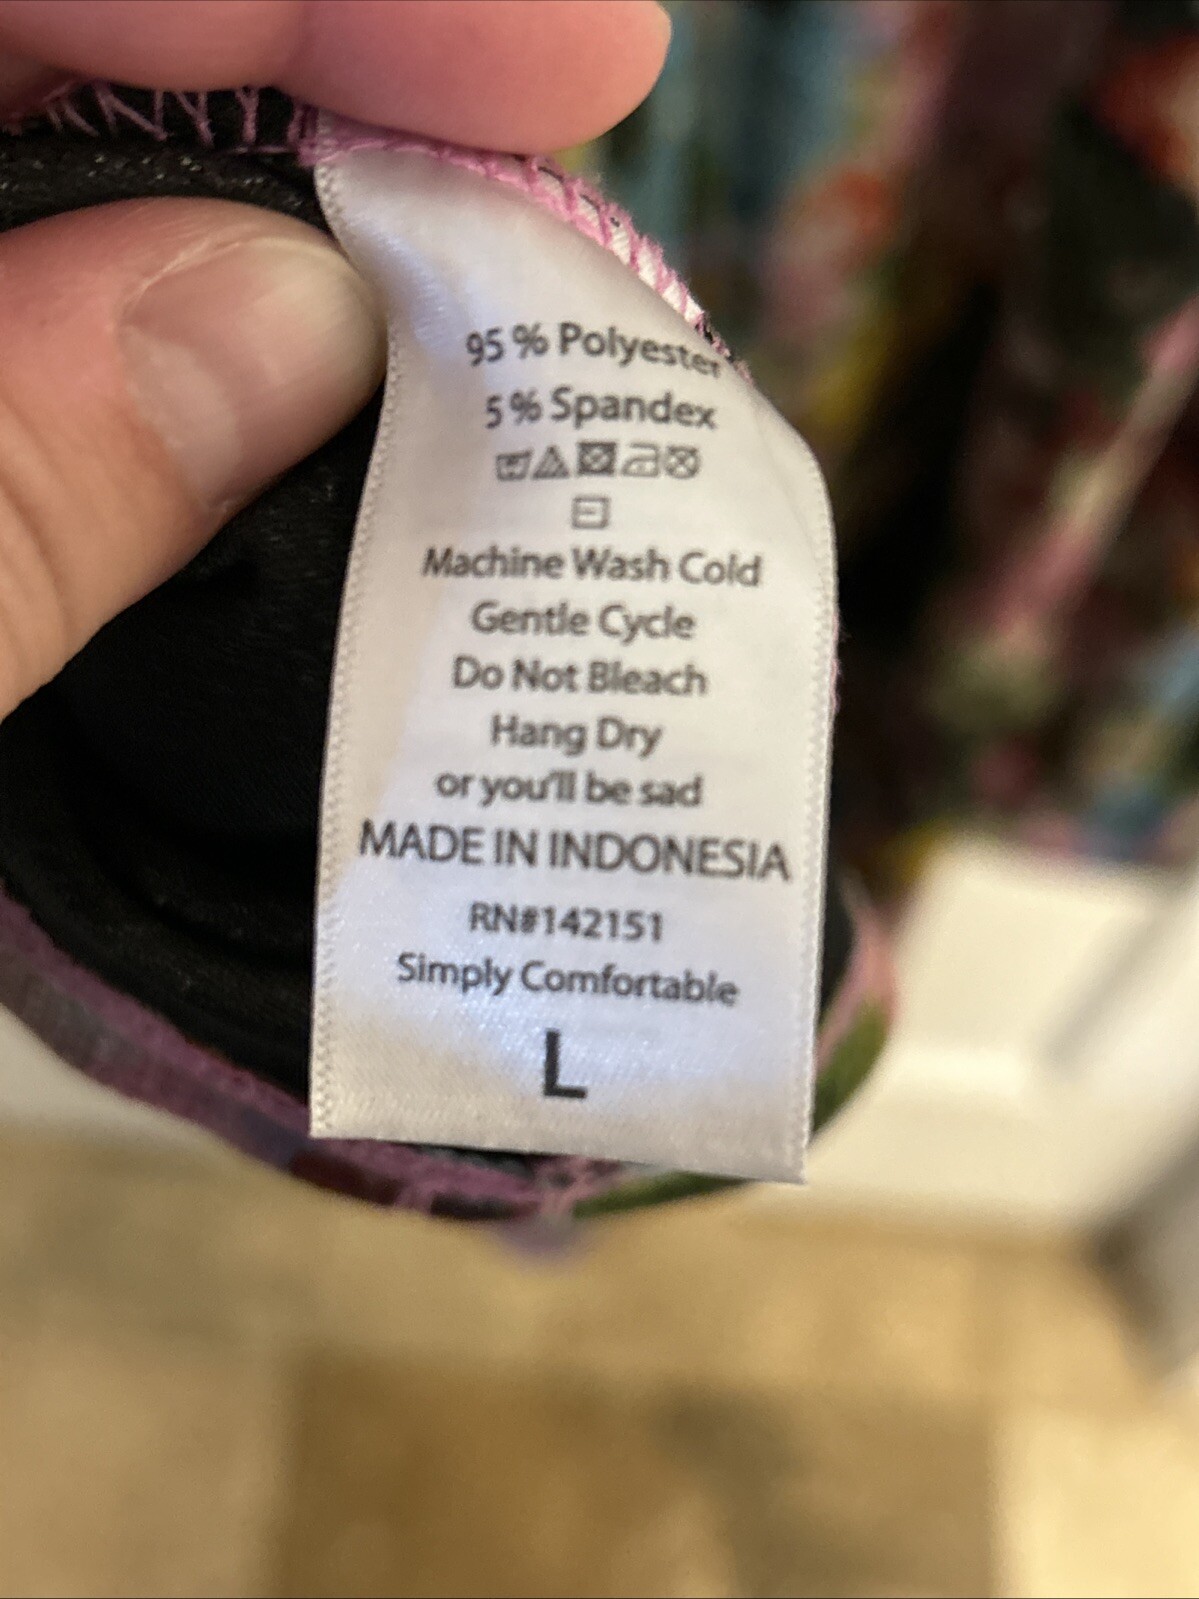 95 % Polyester
5 % Spandex
Machine Wash Cold
Gentle Cycle
Do Not Bleach
Hang Dry
or you'll be sad
MADE IN INDONESIA
RN#142151
Simply Comfortable
L